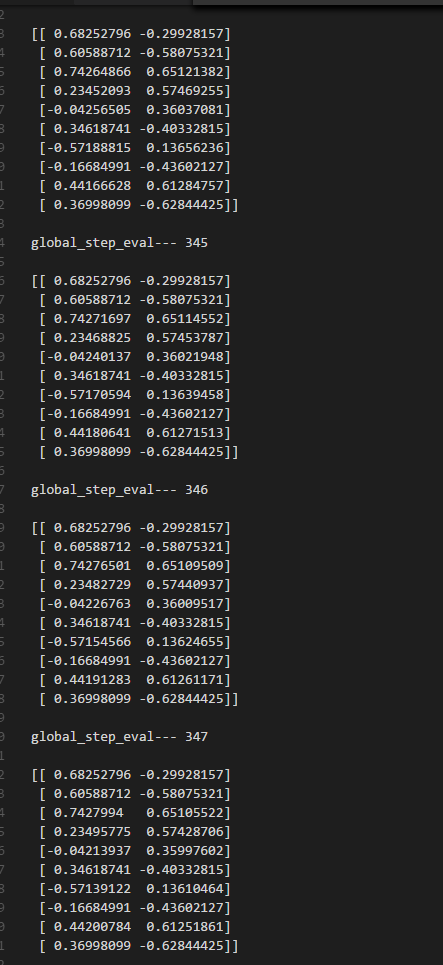 [[ 0.68252796 -0.29928157]
[ 0.60588712 -0.58075321]
[ 0.74264866 0.65121382]
[ 0.23452093 0.57469255]
[-0.04256505 0.36037081]
[ 0.34618741 -0.40332815]
[-0.57188815 0.13656236]
[-0.16684991 -0.43602127]
[ 0.44166628 0.61284757]
[ 0.36998099 -0.62844425]]
global_step_eval--- 345
[[ 0.68252796 -0.29928157]
[ 0.60588712 -0.58075321]
[ 0.74271697 0.65114552]
[ 0.23468825 0.57453787]
[-0.04240137 0.36021948]
[ 0.34618741 -0.40332815]
[-0.57170594 0.13639458]
[-0.16684991 -0.43602127]
[ 0.44180641 0.61271513]
[ 0.36998099 -0.62844425]]
global_step_eval--- 346
[[ 0.68252796 -0.29928157]
[ 0.60588712 -0.58075321]
[ 0.74276501 0.65109509]
[ 0.23482729 0.57440937]
[-0.04226763 0.36009517]
[ 0.34618741 -0.40332815]
[-0.57154566 0.13624655]
[-0.16684991 -0.43602127]
[ 0.44191283 0.61261171]
[ 0.36998099 -0.62844425]]
global_step_eval--- 347
[[ 0.68252796 -0.29928157]
[ 0.60588712 -0.58075321]
[ 0.7427994 0.65105522]
[ 0.23495775 0.57428706]
[-0.04213937 0.35997602]
[ 0.34618741 -0.40332815]
[-0.57139122 0.13610464]
[-0.16684991 -0.43602127]
[ 0.44200784 0.61251861]
[ 0.36998099 -0.62844425]]